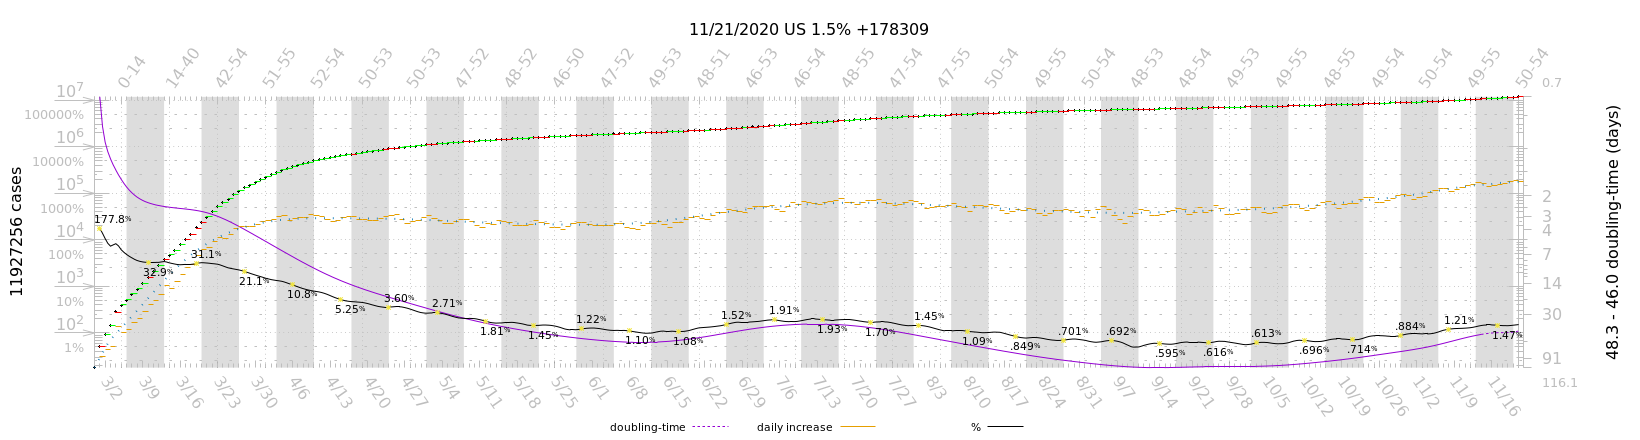 11/21/2020 US 1.5% +178309
0-14 14-40 42-54 51-55 52-54 50-53 50-53 47-52 48-52 46-50 47-52 49-53 48-51 46-53 46-54 47-54 47-54 50-54 49-55 48-53 48-54 49-53 49-55 48-55 49-54 50-54 49-55 50-54
10⁷ 0.7
100000%
10⁶
10000%
10⁵ 2
1000% 3
10⁴ 4
100% 7
10³ 14
10% 30
10²
1% 91
116.1
11927256 cases
48.3 - 46.0 doubling-time (days)
177.8% 32.9% 31.1% 21.1% 10.8% 5.25% 3.60% 2.71% 1.81% 1.45% 1.22% 1.10% 1.08% 1.52% 1.91% 1.93% 1.70% 1.45% 1.09% .849% .701% .692% .595% .616% .613% .696% .714% .884% 1.21% 1.47%
3/2 3/9 3/16 3/23 3/30 4/6 4/13 4/20 4/27 5/4 5/11 5/18 5/25 6/1 6/8 6/15 6/22 6/29 7/6 7/13 7/20 7/27 8/3 8/10 8/17 8/24 8/31 9/7 9/14 9/21 9/28 10/5 10/12 10/19 10/26 11/2 11/9 11/16
doubling-time daily increase %